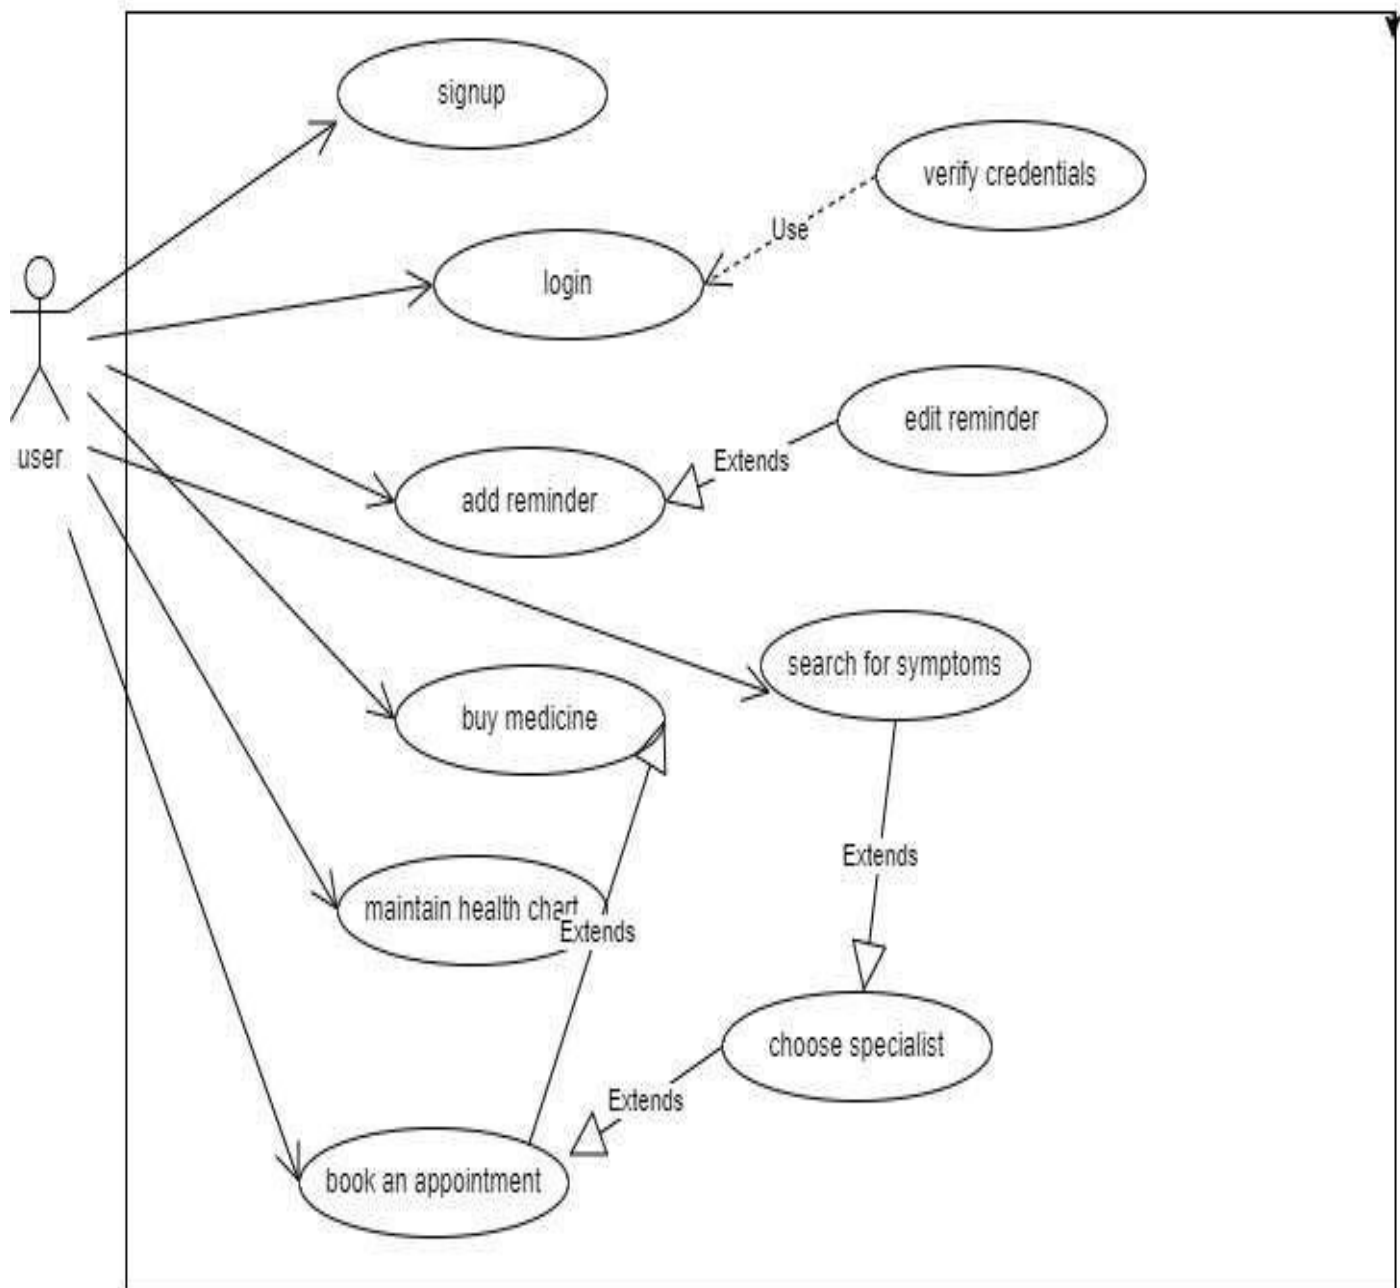 signup
verify credentials
Use
login
edit reminder
Extends
user
add reminder
search for symptoms
buy medicine
Extends
maintain health chart
Extends
choose specialist
Extends
book an appointment